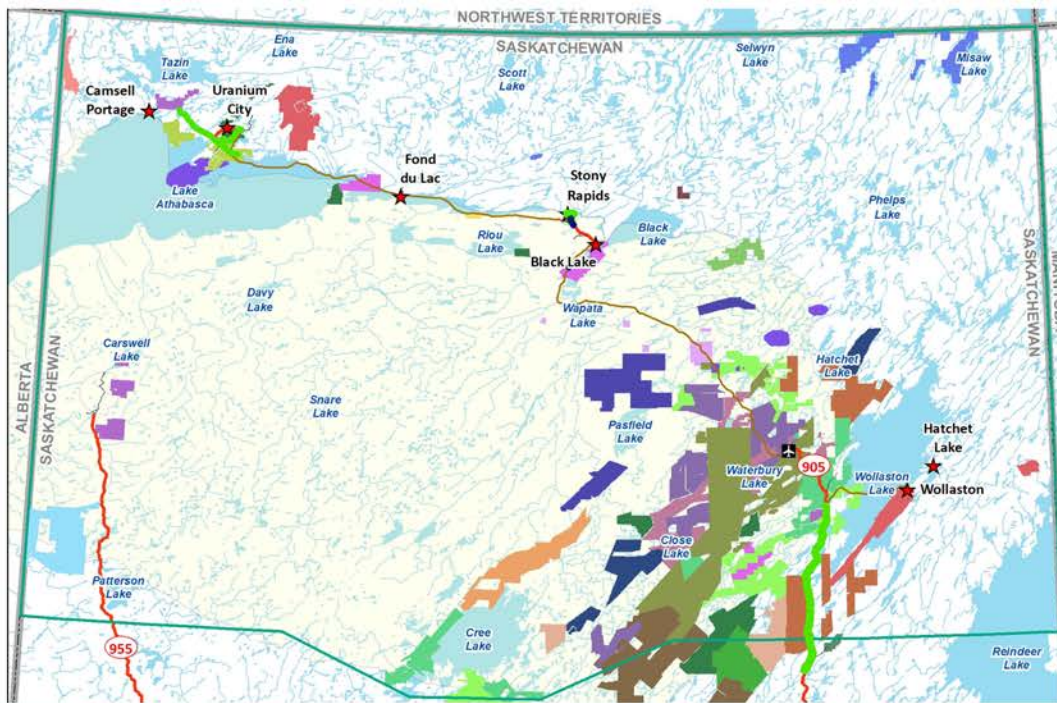 NORTHWEST TERRITORIES
SASKATCHEWAN
Ena
Lake
Tazin
Lake
Scott
Lake
Selwyn
Lake
Misaw
Lake
Camsell
Portage
Uranium
City
Fond
du Lac
Stony
Rapids
Lake
Athabasca
Phelps
Lake
Riou
Lake
Black
Lake
Black Lake
SASKATCHEWAN
Davy
Lake
Wapata
Lake
Carswell
Lake
Hatchet
Lake
ALBERTA
SASKATCHEWAN
Snare
Lake
Pasfield
Lake
Hatchet
Lake
Waterbury
Lake
905
Wollaston
Lake
Wollaston
Close
Lake
Patterson
Lake
Cree
Lake
955
Reindeer
Lake